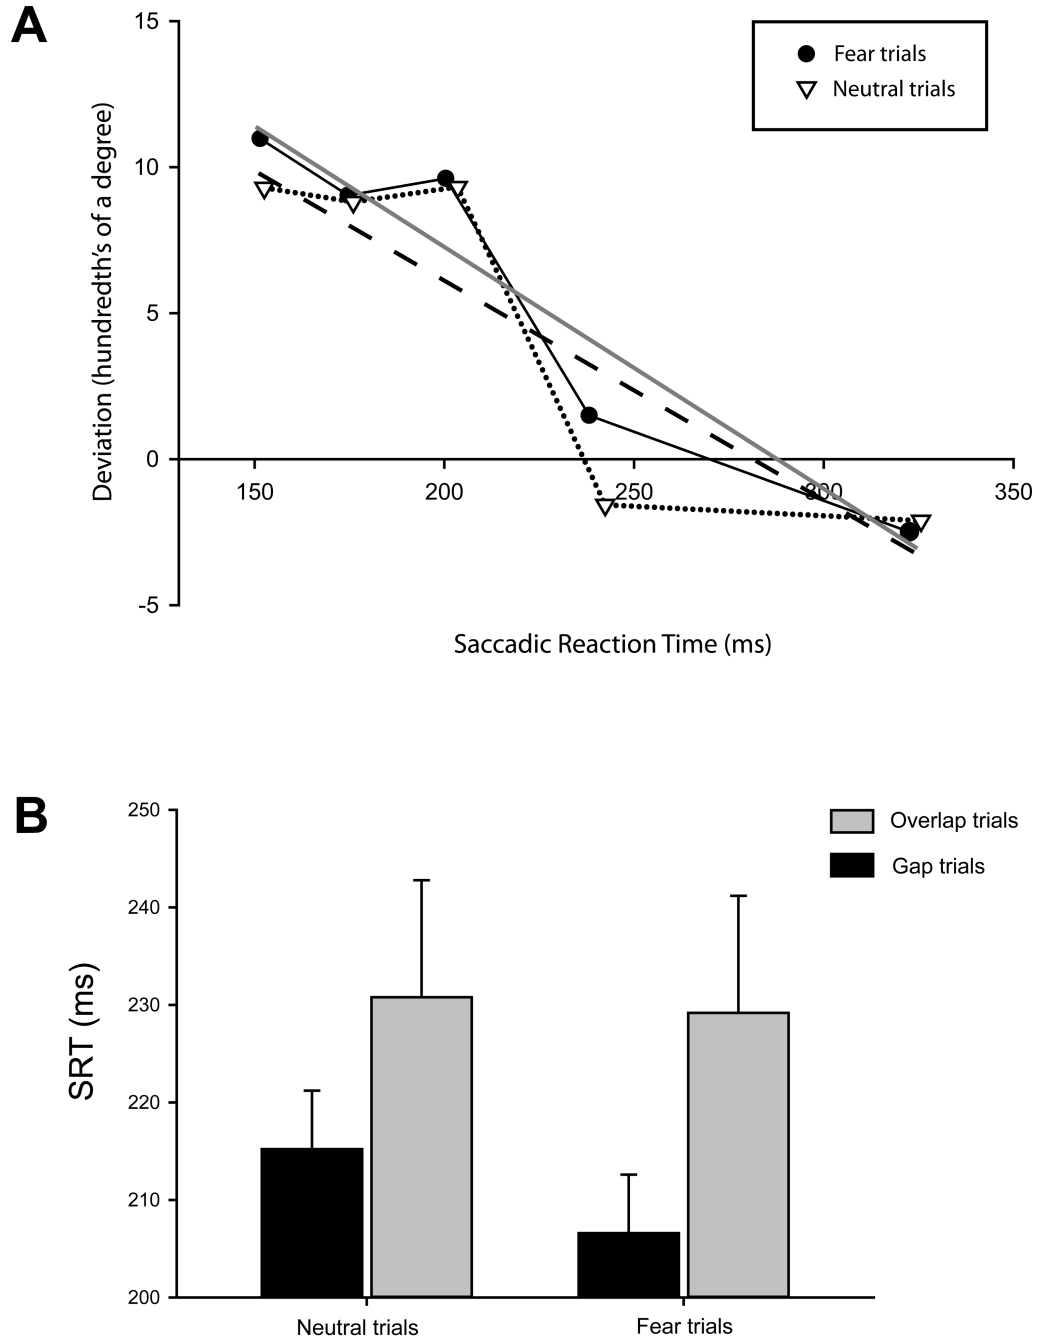 A
15
Fear trials
Neutral trials
10
5
0
-5
150
200
250
300
350
Deviation (hundredth's of a degree)
Saccadic Reaction Time (ms)
B
250
Overlap trials
Gap trials
240
230
220
210
200
SRT (ms)
Neutral trials
Fear trials